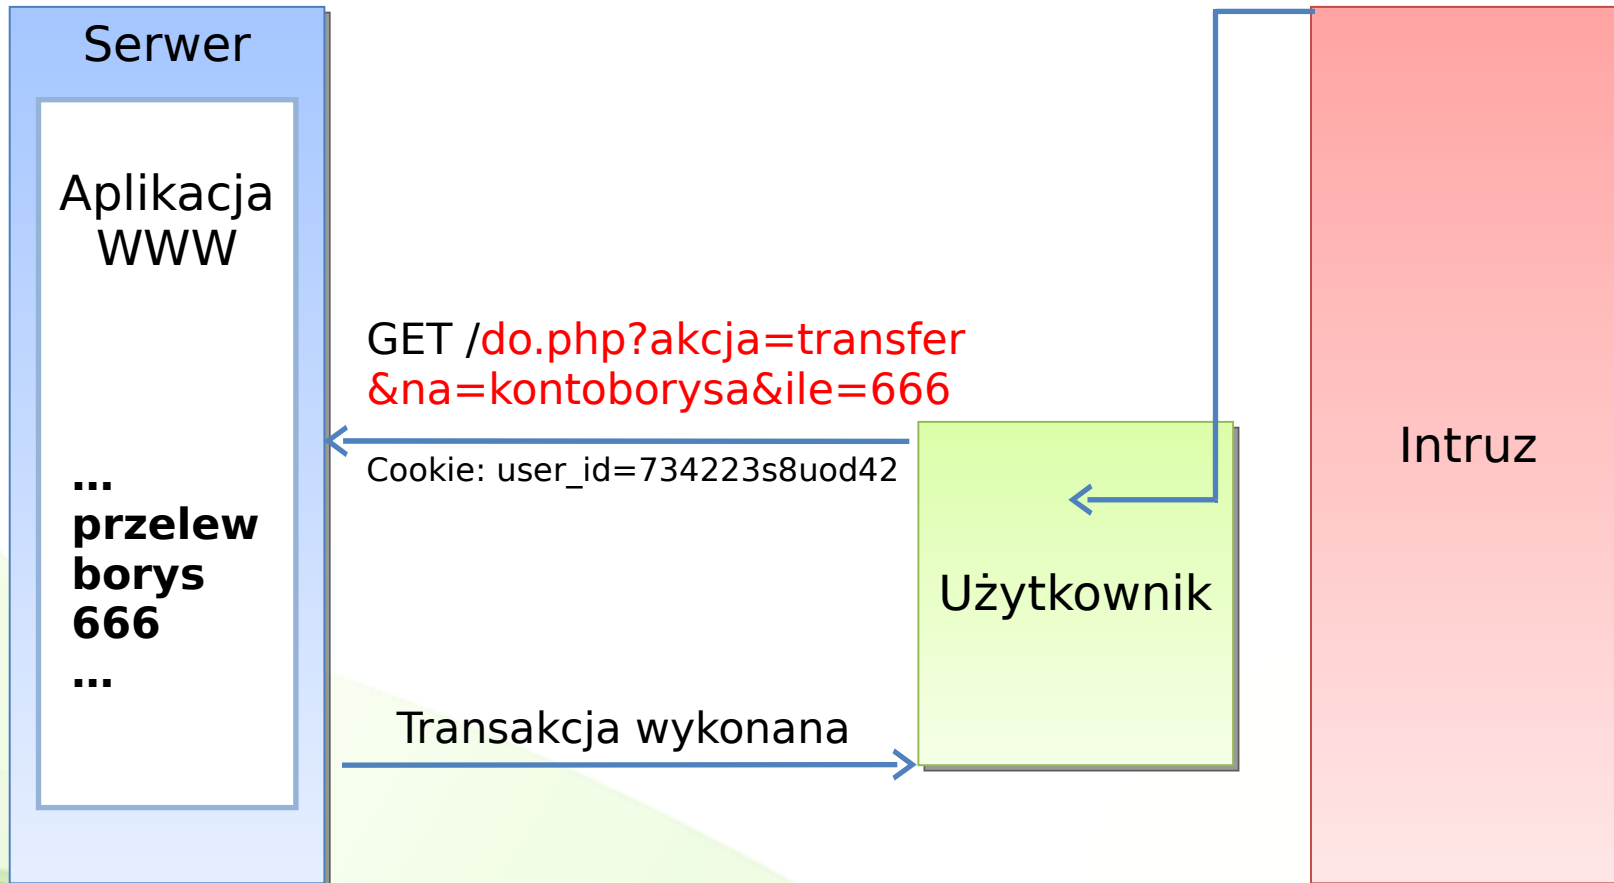 Serwer
Aplikacja
WWW
…
przelew
borys
666
…
GET /do.php?akcja=transfer
&na=kontoborysa&ile=666
Cookie: user_id=734223s8uod42
Transakcja wykonana
Użytkownik
Intruz